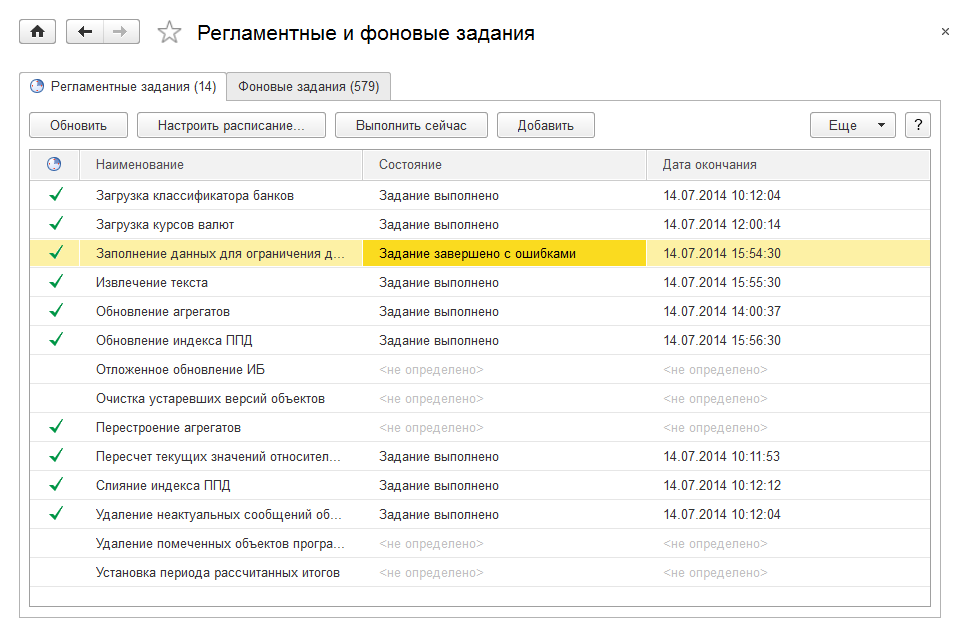 Регламентные и фоновые задания
Регламентные задания (14) Фоновые задания (579)
Обновить Настроить расписание... Выполнить сейчас Добавить Еще ?
Наименование Состояние Дата окончания
Загрузка классификатора банков Задание выполнено 14.07.2014 10:12:04
Загрузка курсов валют Задание выполнено 14.07.2014 12:00:14
Заполнение данных для ограничения д... Задание завершено с ошибками 14.07.2014 15:54:30
Извлечение текста Задание выполнено 14.07.2014 15:55:30
Обновление агрегатов Задание выполнено 14.07.2014 14:00:37
Обновление индекса ППД Задание выполнено 14.07.2014 15:56:30
Отложенное обновление ИБ <не определено> <не определено>
Очистка устаревших версий объектов <не определено> <не определено>
Перестроение агрегатов <не определено> <не определено>
Пересчет текущих значений относител... Задание выполнено 14.07.2014 10:11:53
Слияние индекса ППД Задание выполнено 14.07.2014 10:12:12
Удаление неактуальных сообщений об... Задание выполнено 14.07.2014 10:12:04
Удаление помеченных объектов програ... <не определено> <не определено>
Установка периода рассчитанных итогов <не определено> <не определено>